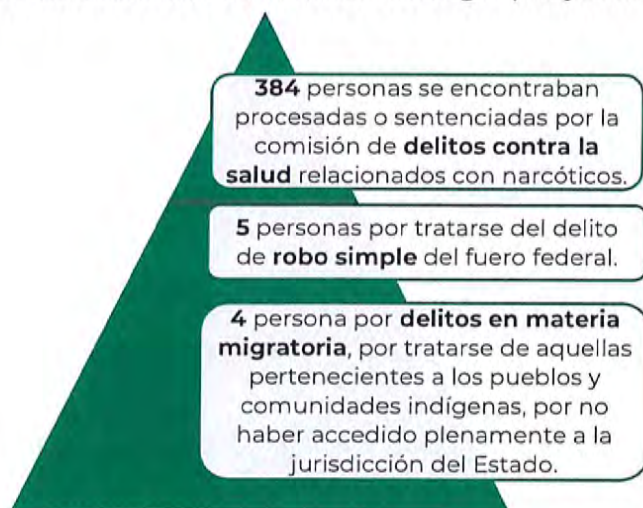 384 personas se encontraban
procesadas o sentenciadas por la
comisión de delitos contra la
salud relacionados con narcóticos.
5 personas por tratarse del delito
de robo simple del fuero federal.
4 persona por delitos en materia
migratoria, por tratarse de aquellas
pertenecientes a los pueblos y
comunidades indígenas, por no
haber accedido plenamente a la
jurisdicción del Estado.